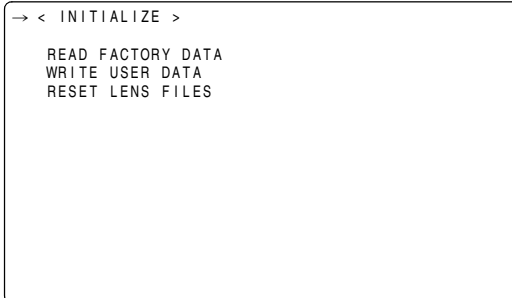 → < INITIALIZE >
READ FACTORY DATA
WRITE USER DATA
RESET LENS FILES